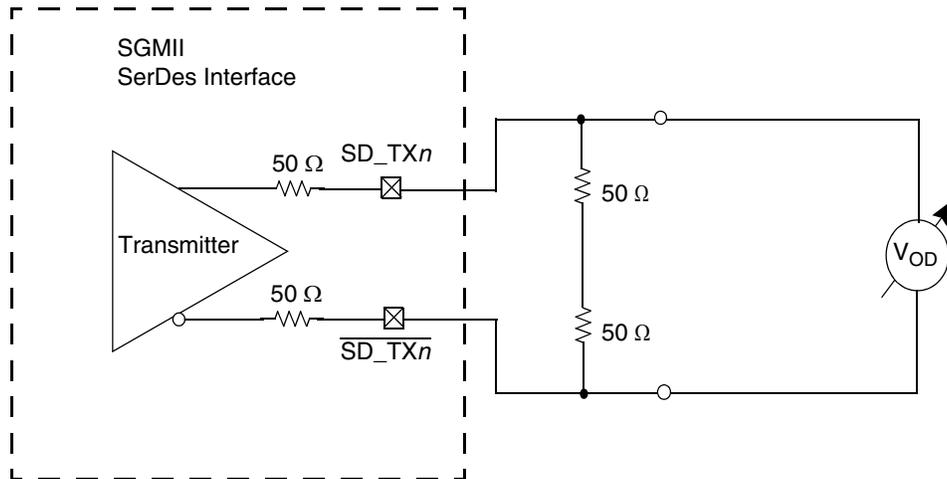 SGMII
SerDes Interface
50 Ω
SD_TXn
50 Ω
Transmitter
VOD
50 Ω
50 Ω
SD_TXn